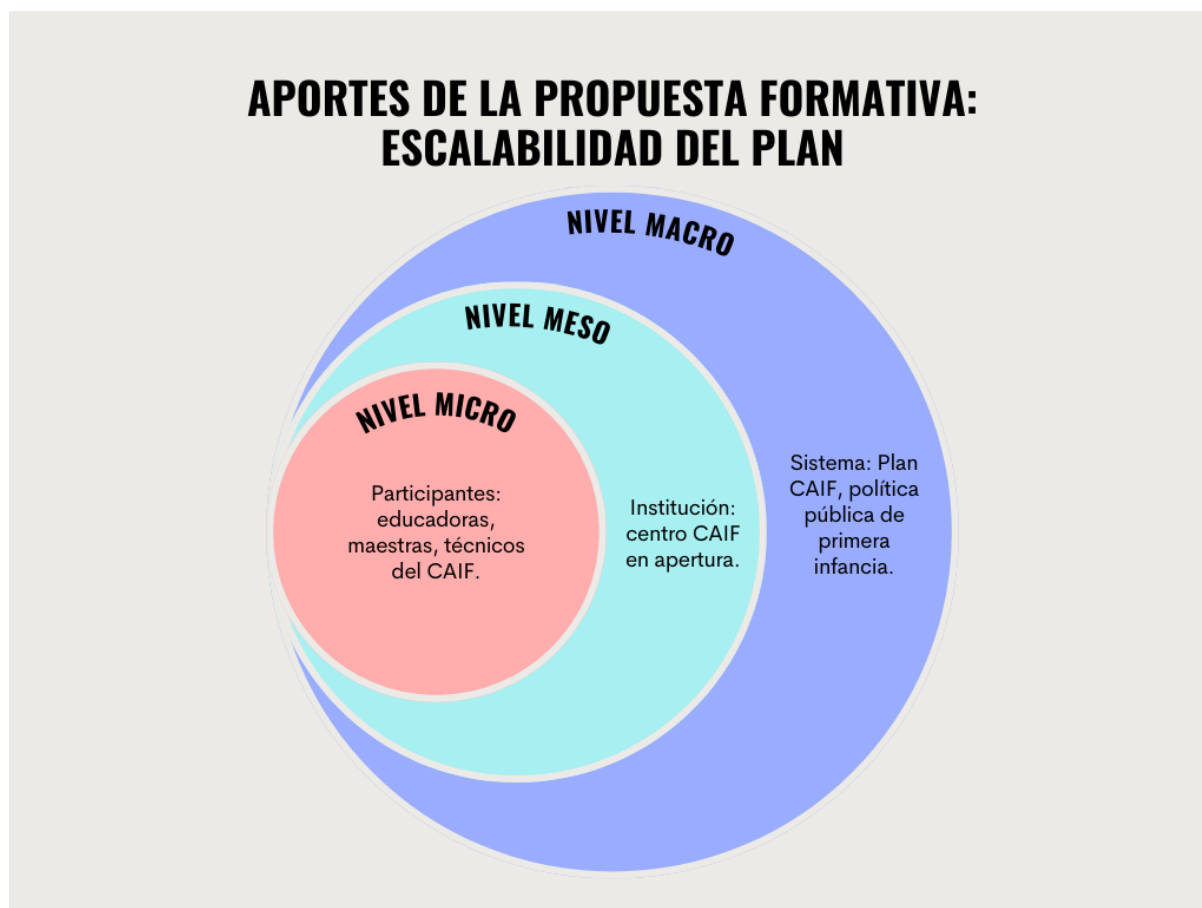 APORTES DE LA PROPUESTA FORMATIVA:
ESCALABILIDAD DEL PLAN
NIVEL MACRO
NIVEL MESO
NIVEL MICRO
Participantes:
educadoras,
maestras, técnicos
del CAIF.
Institución:
centro CAIF
en apertura.
Sistema: Plan
CAIF, política
pública de
primera
infancia.